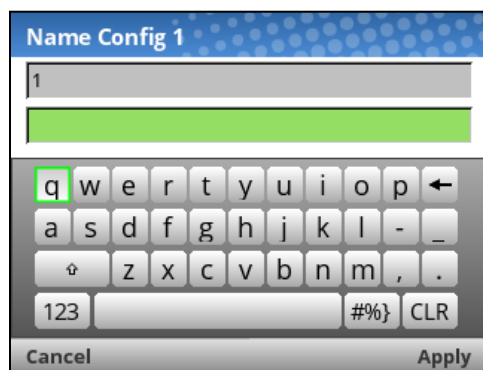 Name Config 1
1
q w e r t y u i o p ←
a s d f g h j k l - _
⇧ z x c v b n m , .
123 #%} CLR
Cancel Apply